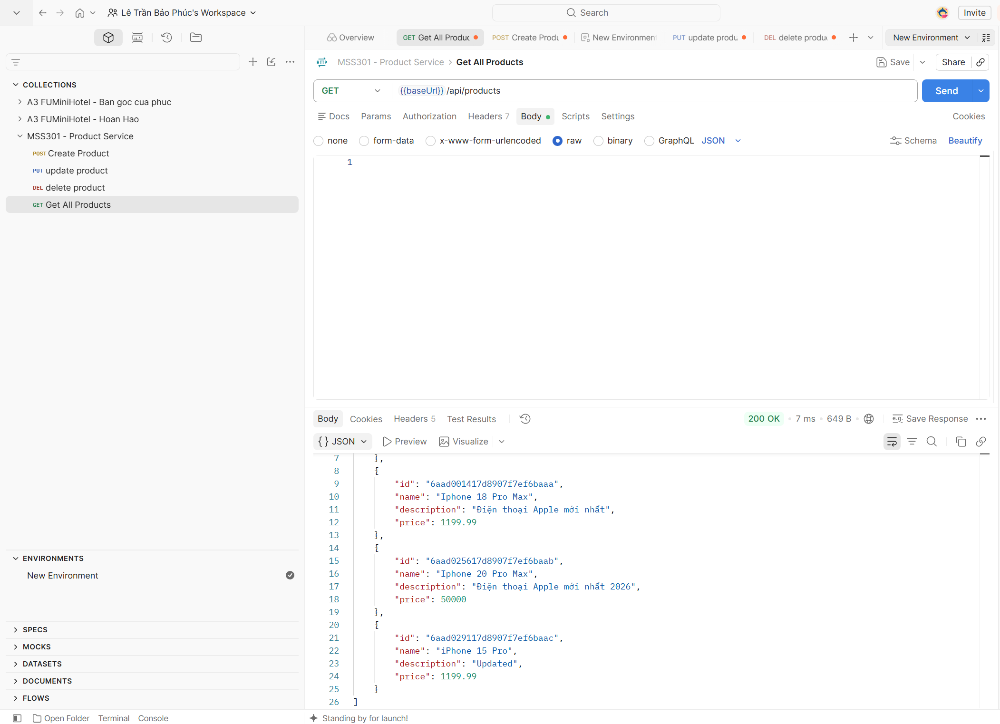 Lê Trần Bảo Phúc's Workspace
Search
Invite
Overview
GET Get All Produc
POST Create Produ
New Environmen
PUT update produ
DEL delete produc
New Environment
COLLECTIONS
A3 FUMiniHotel - Ban goc cua phuc
A3 FUMiniHotel - Hoan Hao
MSS301 - Product Service
POST Create Product
PUT update product
DEL delete product
GET Get All Products
ENVIRONMENTS
New Environment
SPECS
MOCKS
DATASETS
DOCUMENTS
FLOWS
HTTP MSS301 - Product Service > Get All Products
Save
Share
GET
{{baseUrl}} /api/products
Send
Docs Params Authorization Headers 7 Body Scripts Settings
Cookies
none form-data x-www-form-urlencoded raw binary GraphQL JSON
Schema Beautify
1
Body Cookies Headers 5 Test Results
200 OK • 7 ms • 649 B
e.g. Save Response
{} JSON Preview Visualize
7 },
8 {
9 "id": "6aad001417d8907f7ef6baaa",
10 "name": "Iphone 18 Pro Max",
11 "description": "Điện thoại Apple mới nhất",
12 "price": 1199.99
13 },
14 {
15 "id": "6aad025617d8907f7ef6baab",
16 "name": "Iphone 20 Pro Max",
17 "description": "Điện thoại Apple mới nhất 2026",
18 "price": 50000
19 },
20 {
21 "id": "6aad029117d8907f7ef6baac",
22 "name": "iPhone 15 Pro",
23 "description": "Updated",
24 "price": 1199.99
25 }
26 ]
Open Folder Terminal Console
Standing by for launch!